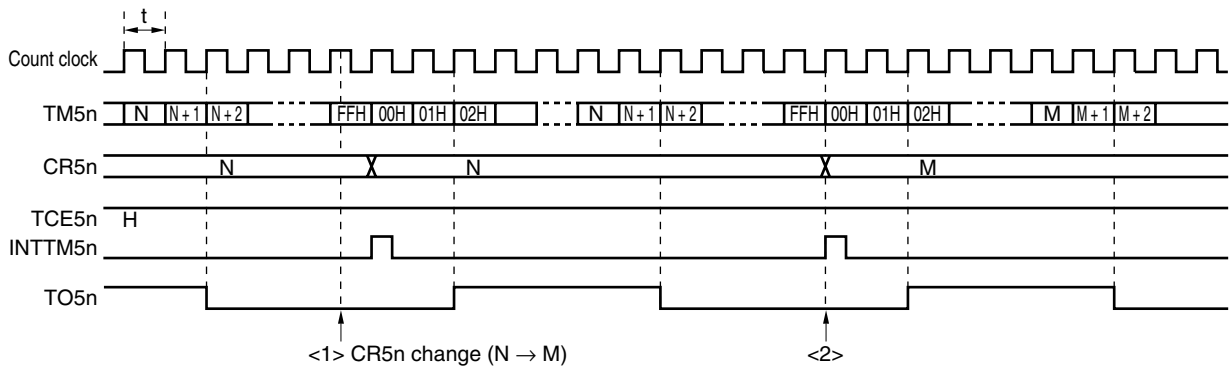 t
Count clock
TM5n N N + 1 N + 2 FFH 00H 01H 02H N N + 1 N + 2 FFH 00H 01H 02H M M + 1 M + 2
CR5n N N M
TCE5n H
INTTM5n
TO5n
<1> CR5n change (N → M) <2>